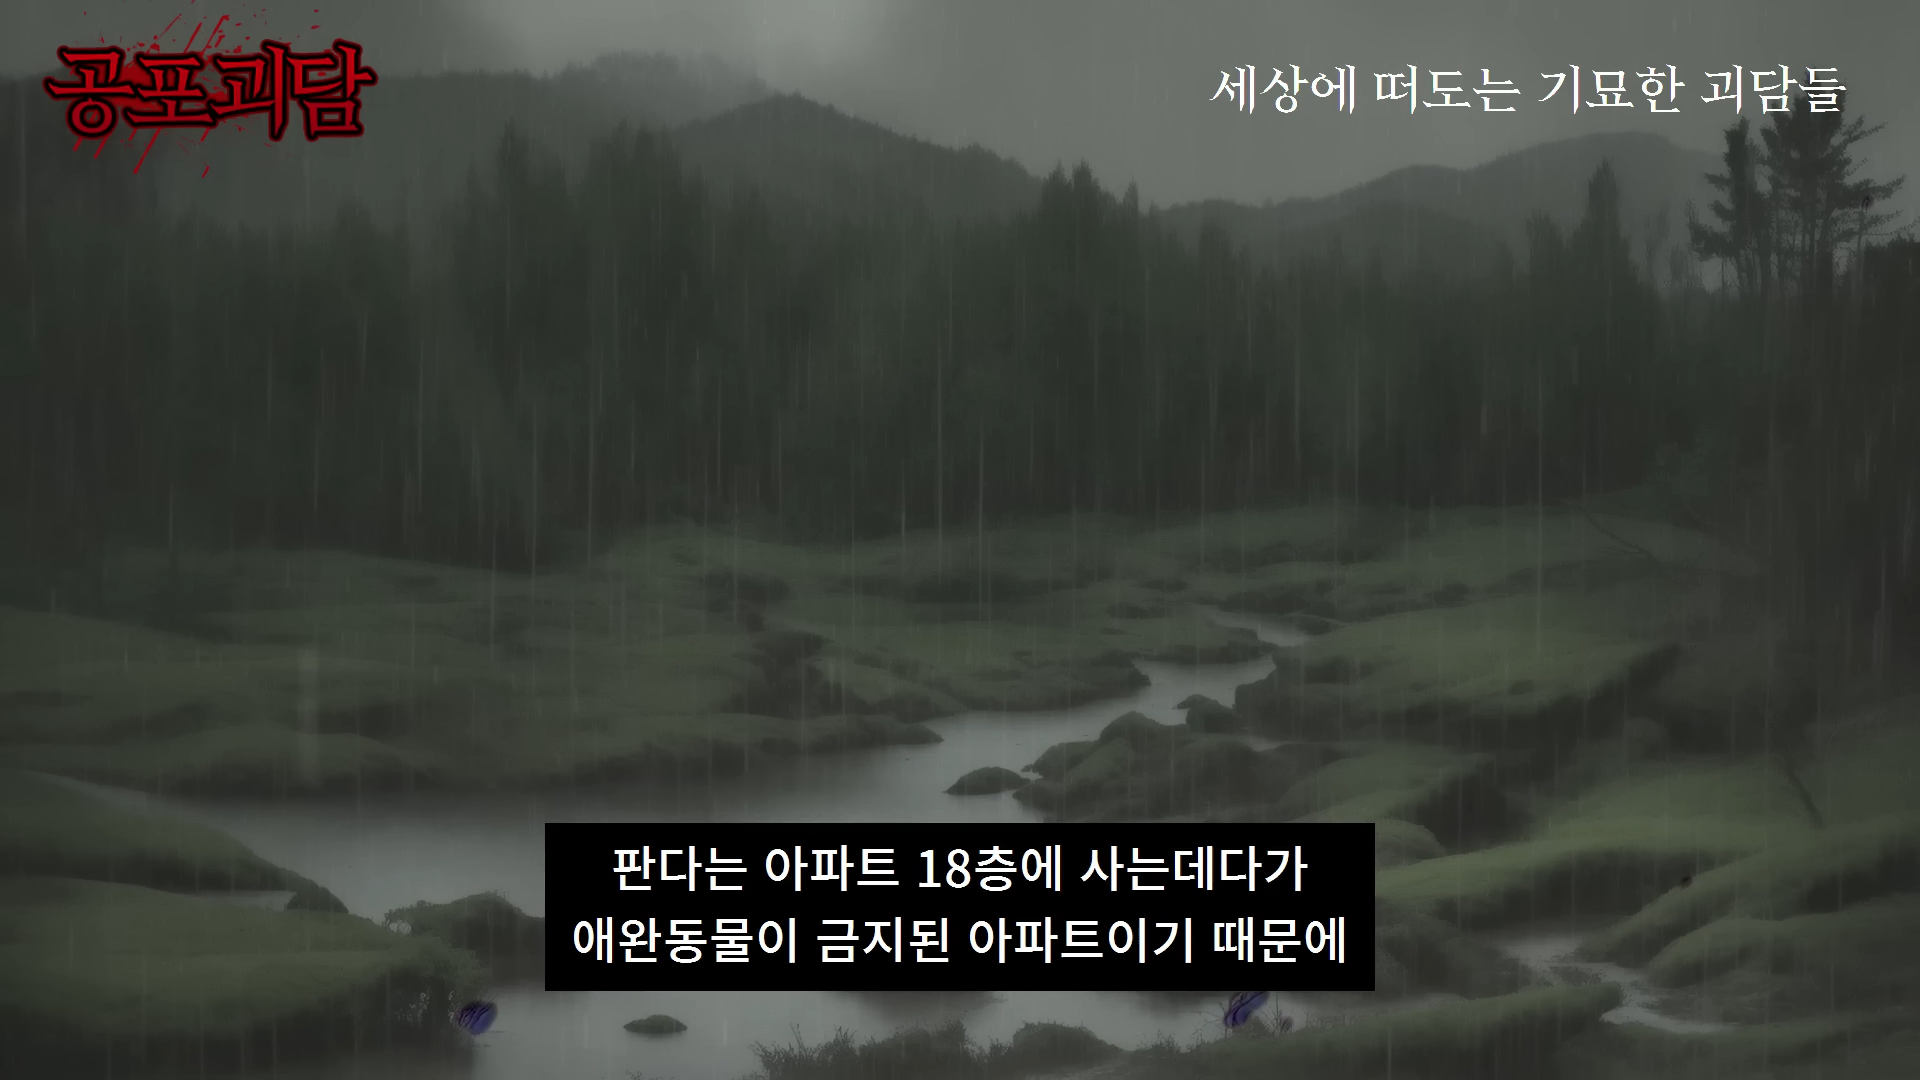 공포괴담
세상에 떠도는 기묘한 괴담들
판다는 아파트 18층에 사는데다가
애완동물이 금지된 아파트이기 때문에